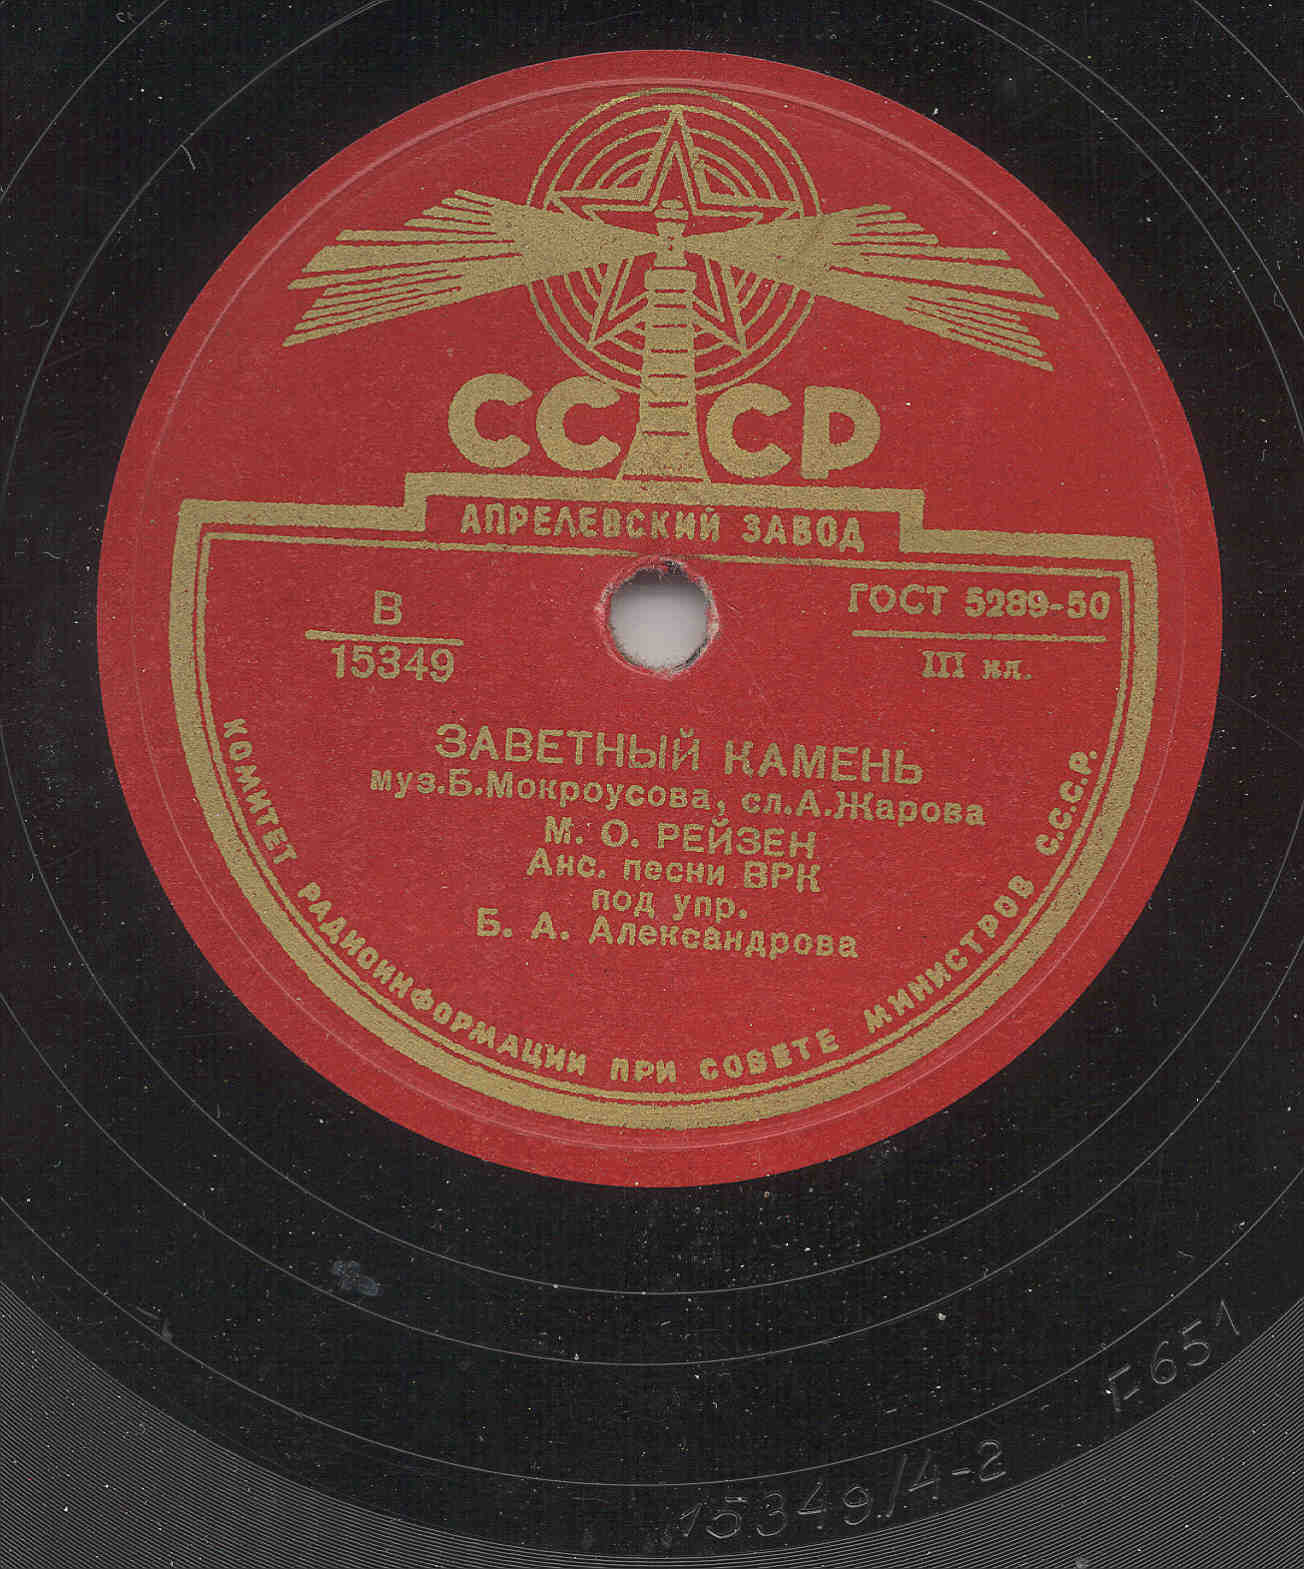 СССР
АПРЕЛЕВСКИЙ ЗАВОД
В
15349
ГОСТ 5289-50
III кл.
ЗАВЕТНЫЙ КАМЕНЬ
муз.Б.Мокроусова, сл.А.Жарова
М. О. РЕЙЗЕН
Анс. песни ВРК
под упр.
Б. А. Александрова
КОМИТЕТ РАДИОИНФОРМАЦИИ ПРИ СОВЕТЕ МИНИСТРОВ С.С.С.Р.
15349/4-2
F651